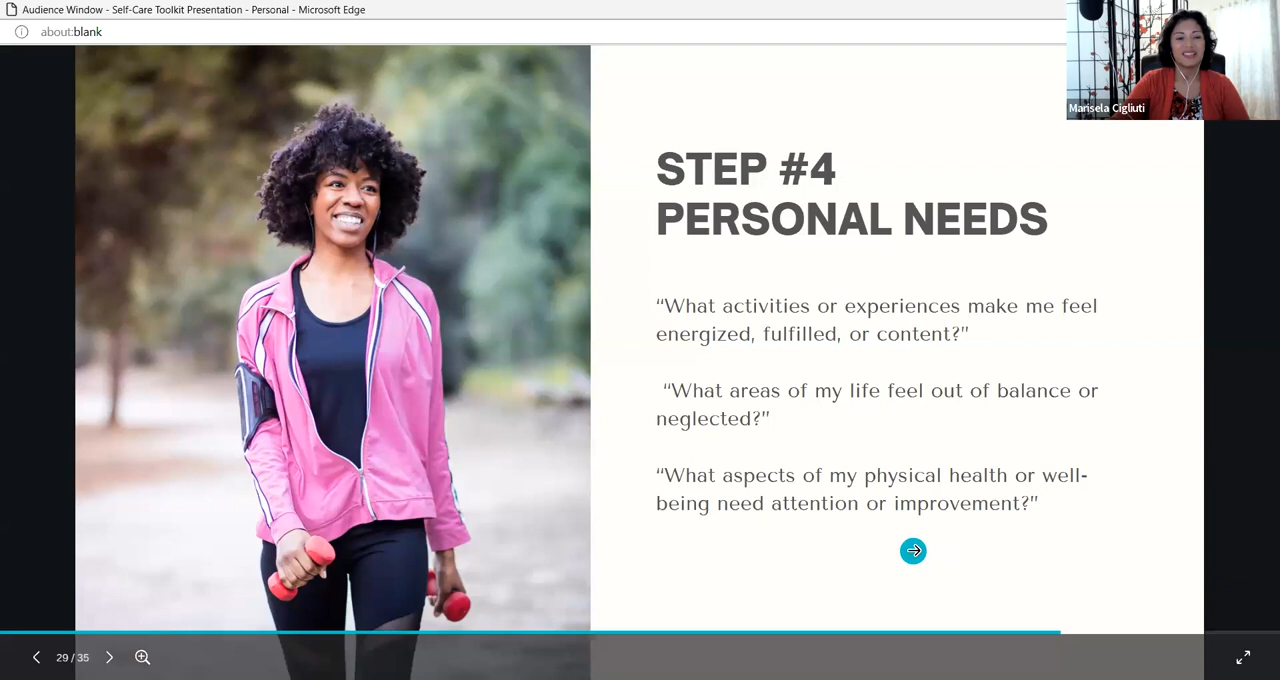 Audience Window - Self-Care Toolkit Presentation - Personal - Microsoft Edge
about:blank
Marisela Cigliuti
STEP #4
PERSONAL NEEDS
“What activities or experiences make me feel
energized, fulfilled, or content?”
“What areas of my life feel out of balance or
neglected?”
“What aspects of my physical health or well-
being need attention or improvement?”
29 / 35